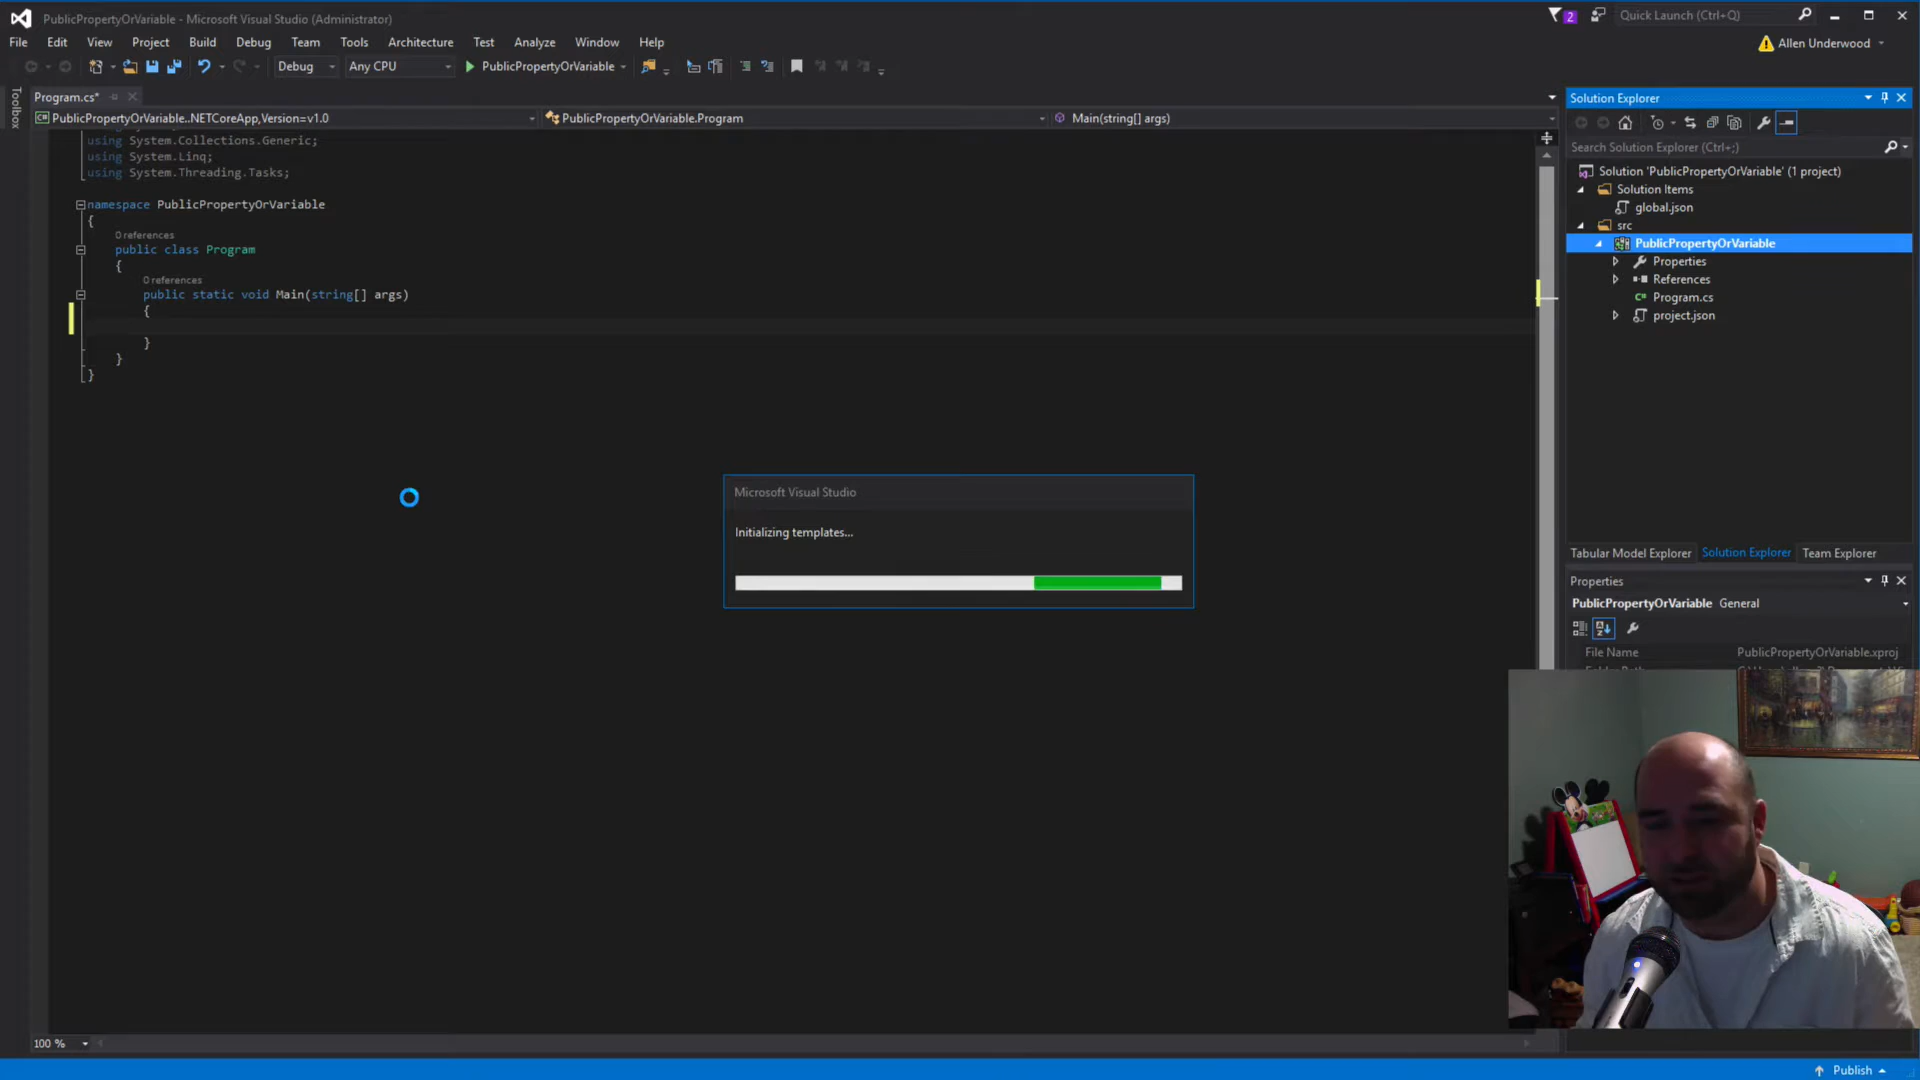 PublicPropertyOrVariable - Microsoft Visual Studio (Administrator)
2
Quick Launch (Ctrl+Q)
File Edit View Project Build Debug Team Tools Architecture Test Analyze Window Help
Allen Underwood
Debug Any CPU PublicPropertyOrVariable
Toolbox
Program.cs*
PublicPropertyOrVariable..NETCoreApp,Version=v1.0 PublicPropertyOrVariable.Program Main(string[] args)
using System.Collections.Generic;
using System.Linq;
using System.Threading.Tasks;
namespace PublicPropertyOrVariable
{
0 references
public class Program
{
0 references
public static void Main(string[] args)
{
}
}
}
Microsoft Visual Studio
Initializing templates...
Solution Explorer
Search Solution Explorer (Ctrl+;)
Solution 'PublicPropertyOrVariable' (1 project)
Solution Items
global.json
src
PublicPropertyOrVariable
Properties
References
C# Program.cs
project.json
Tabular Model Explorer Solution Explorer Team Explorer
Properties
PublicPropertyOrVariable General
File Name PublicPropertyOrVariable.xproj
100 %
Publish